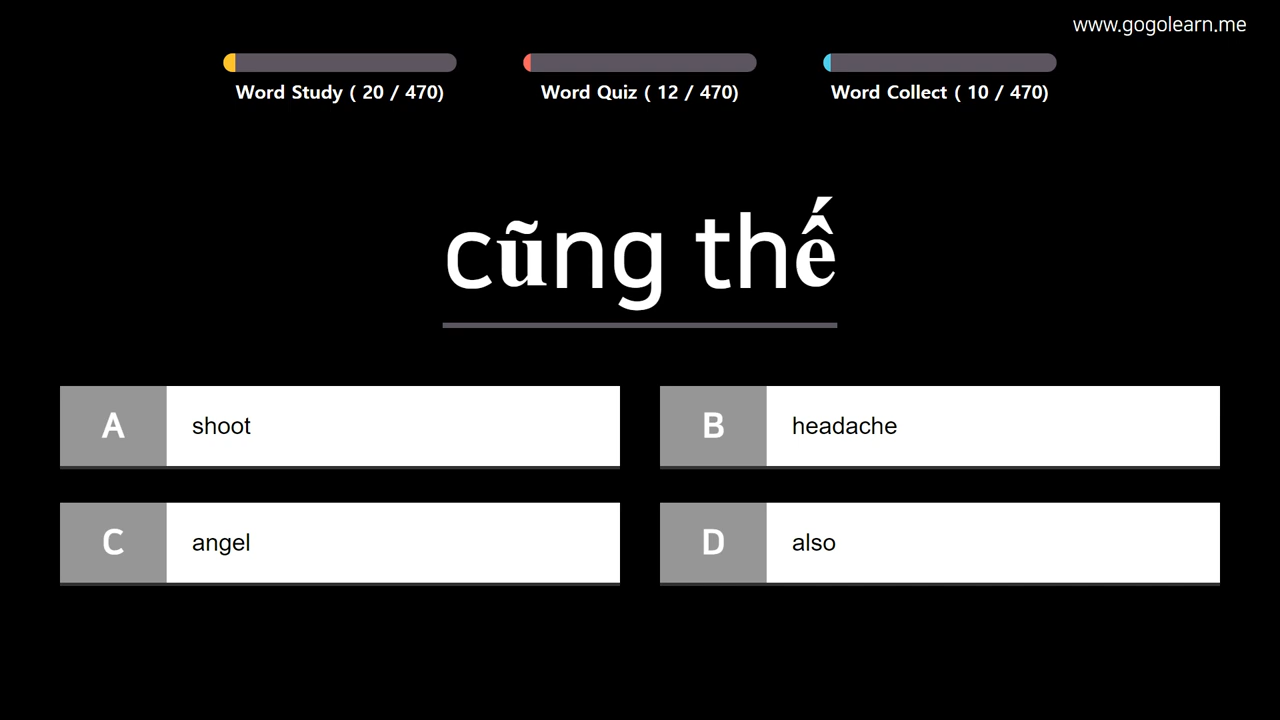 www.gogolearn.me
Word Study ( 20 / 470)
Word Quiz ( 12 / 470)
Word Collect ( 10 / 470)
cũng thế
A shoot
B headache
C angel
D also